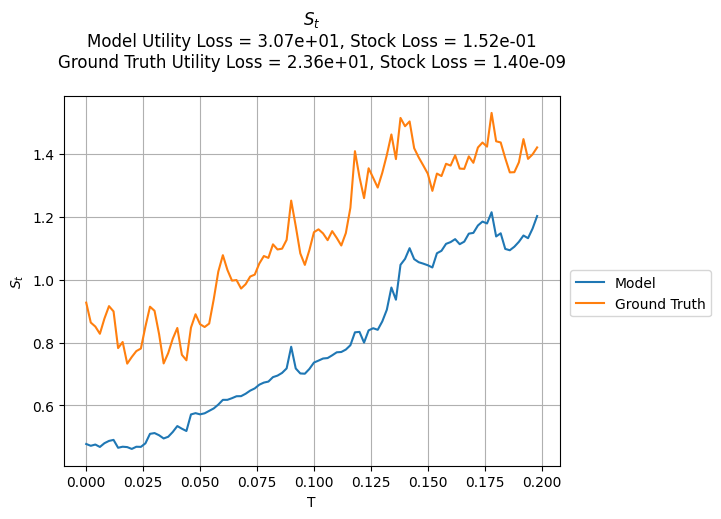 S_t
Model Utility Loss = 3.07e+01, Stock Loss = 1.52e-01
Ground Truth Utility Loss = 2.36e+01, Stock Loss = 1.40e-09
1.4
1.2
1.0
0.8
0.6
S_t
0.000 0.025 0.050 0.075 0.100 0.125 0.150 0.175 0.200
T
Model
Ground Truth